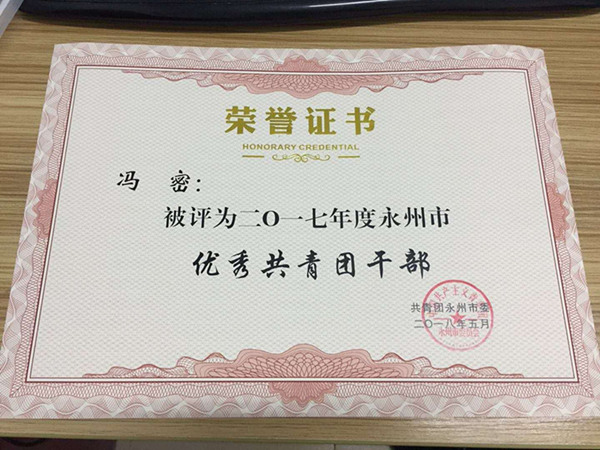 荣誉证书
HONORARY CREDENTIAL
冯 密：
被评为二〇一七年度永州市
优秀共青团干部
共青团永州市委
二〇一八年五月